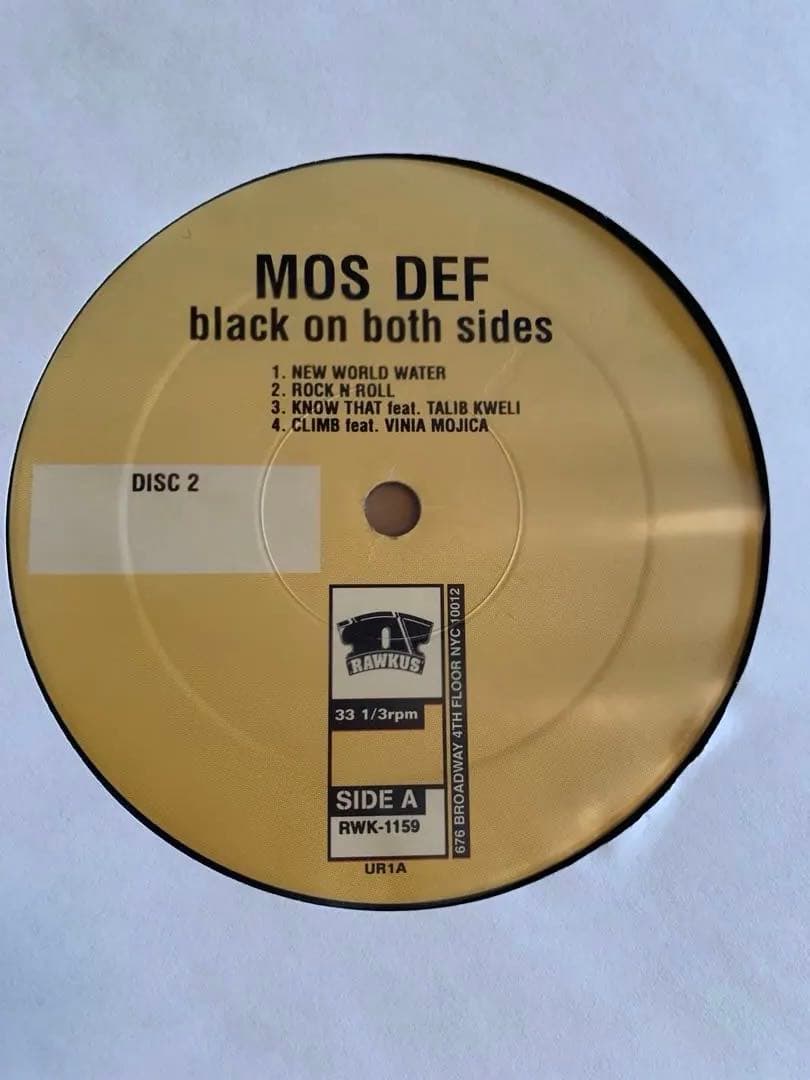 MOS DEF
black on both sides
1. NEW WORLD WATER
2. ROCK N ROLL
3. KNOW THAT feat. TALIB KWELI
4. CLIMB feat. VINIA MOJICA
DISC 2
RAWKUS
33 1/3rpm
SIDE A
RWK-1159
676 BROADWAY 4TH FLOOR NYC 10012
UR1A